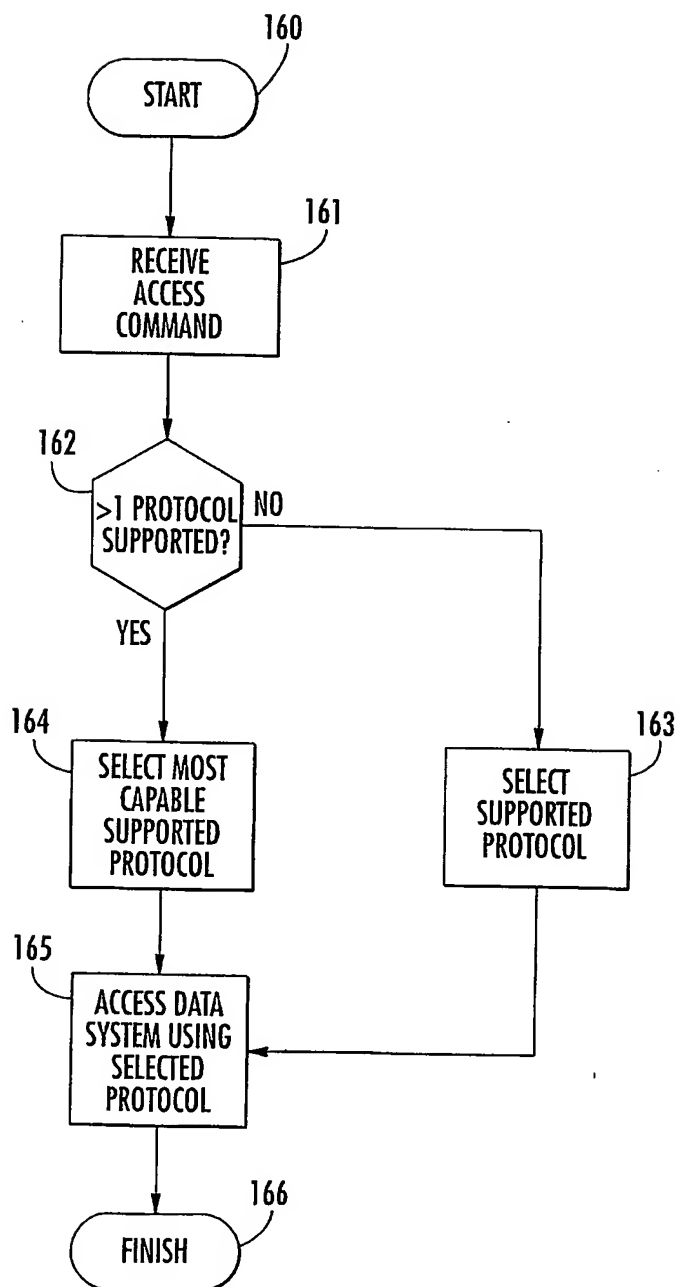 160
START
161
RECEIVE
ACCESS
COMMAND
162
>1 PROTOCOL
SUPPORTED?
NO
YES
164
SELECT MOST
CAPABLE
SUPPORTED
PROTOCOL
163
SELECT
SUPPORTED
PROTOCOL
165
ACCESS DATA
SYSTEM USING
SELECTED
PROTOCOL
166
FINISH